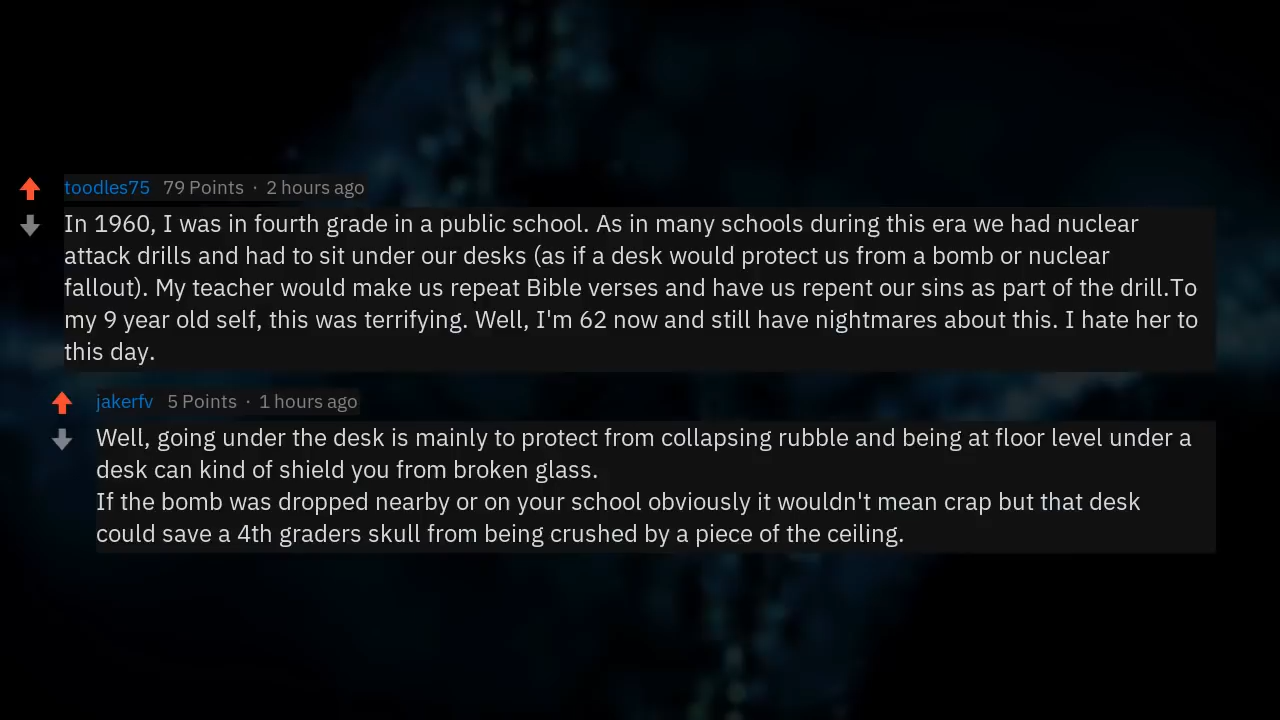 toodles75 79 Points · 2 hours ago
In 1960, I was in fourth grade in a public school. As in many schools during this era we had nuclear
attack drills and had to sit under our desks (as if a desk would protect us from a bomb or nuclear
fallout). My teacher would make us repeat Bible verses and have us repent our sins as part of the drill.To
my 9 year old self, this was terrifying. Well, I'm 62 now and still have nightmares about this. I hate her to
this day.
jakerfv 5 Points · 1 hours ago
Well, going under the desk is mainly to protect from collapsing rubble and being at floor level under a
desk can kind of shield you from broken glass.
If the bomb was dropped nearby or on your school obviously it wouldn't mean crap but that desk
could save a 4th graders skull from being crushed by a piece of the ceiling.